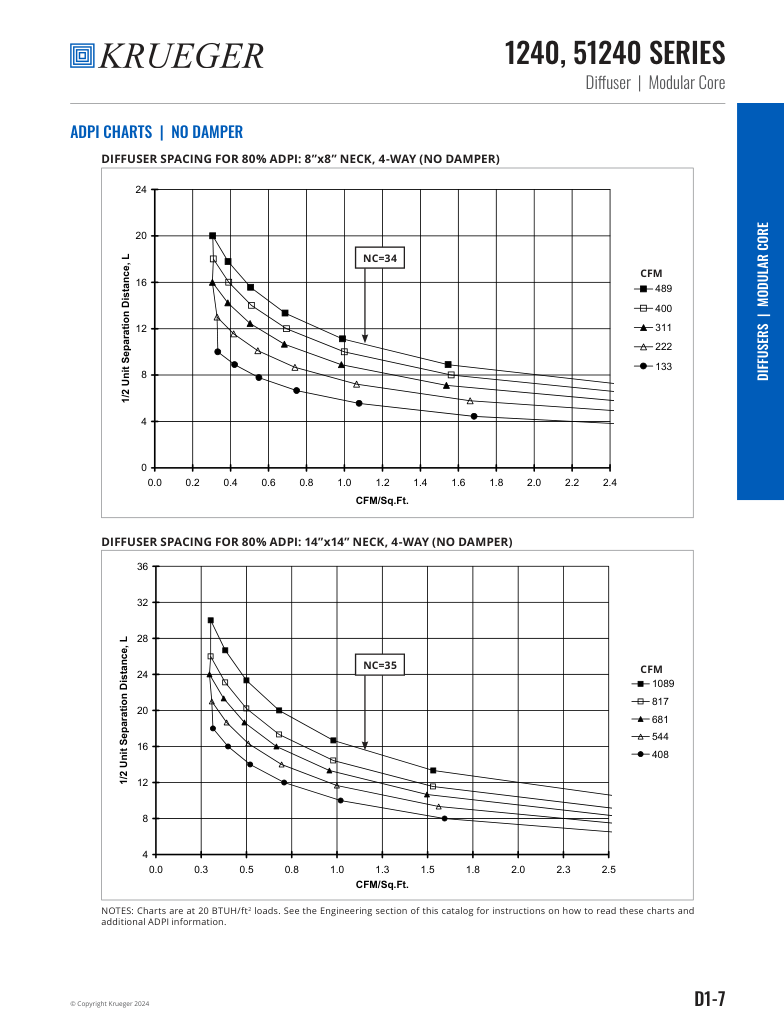 KRUEGER
1240, 51240 SERIES
Diffuser | Modular Core
ADPI CHARTS | NO DAMPER
DIFFUSER SPACING FOR 80% ADPI: 8”x8” NECK, 4-WAY (NO DAMPER)
24
20
16
12
8
4
0
1/2 Unit Separation Distance, L
NC=34
0.0 0.2 0.4 0.6 0.8 1.0 1.2 1.4 1.6 1.8 2.0 2.2 2.4
CFM/Sq.Ft.
CFM
489
400
311
222
133
DIFFUSERS | MODULAR CORE
DIFFUSER SPACING FOR 80% ADPI: 14”x14” NECK, 4-WAY (NO DAMPER)
36
32
28
24
20
16
12
8
4
1/2 Unit Separation Distance, L
NC=35
0.0 0.3 0.5 0.8 1.0 1.3 1.5 1.8 2.0 2.3 2.5
CFM/Sq.Ft.
CFM
1089
817
681
544
408
NOTES: Charts are at 20 BTUH/ft² loads. See the Engineering section of this catalog for instructions on how to read these charts and
additional ADPI information.
© Copyright Krueger 2024
D1-7